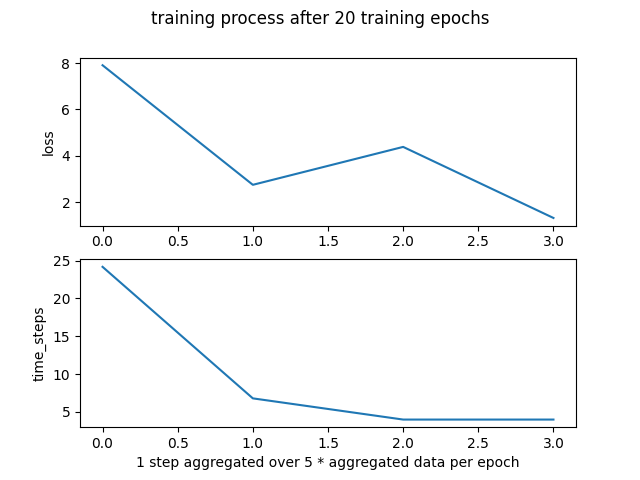 training process after 20 training epochs
8
6
4
2
loss
0.0 0.5 1.0 1.5 2.0 2.5 3.0
25
20
15
10
5
time_steps
0.0 0.5 1.0 1.5 2.0 2.5 3.0
1 step aggregated over 5 * aggregated data per epoch